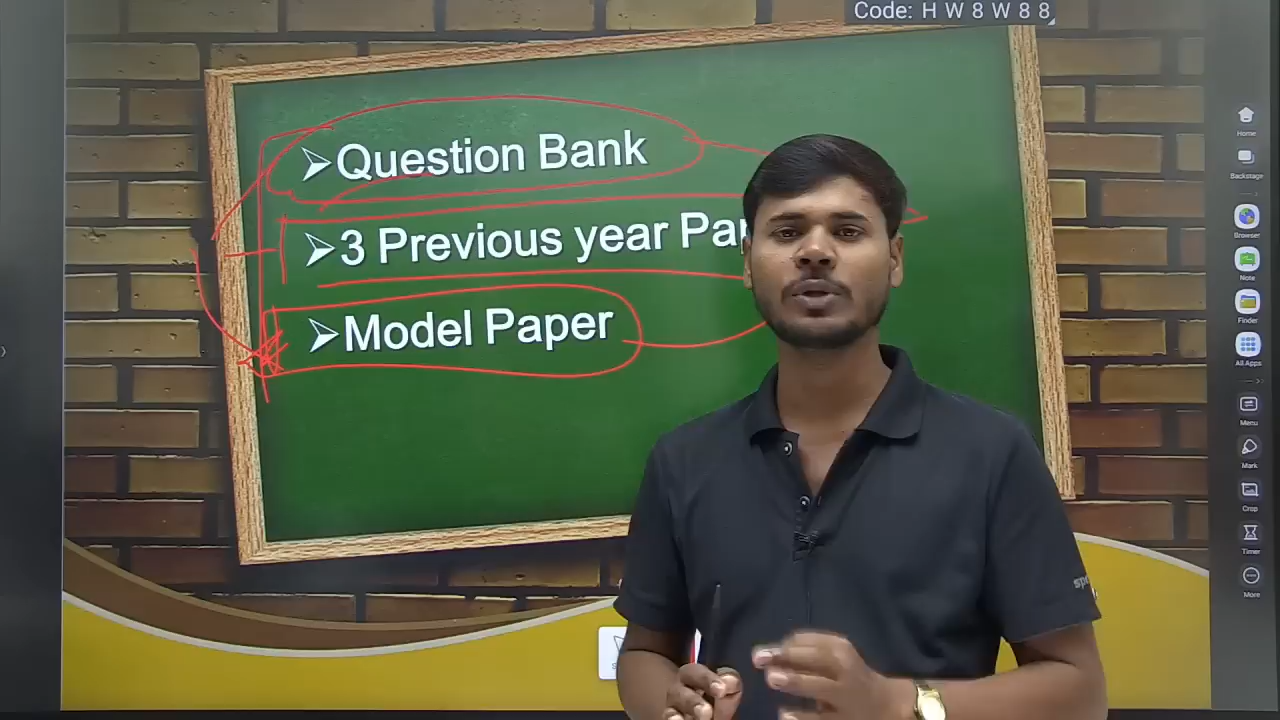 Code: H W 8 W 8 8
➢Question Bank
➢3 Previous year
➢Model Paper
Home
Backstage
Browser
Note
Finder
All Apps
Menu
Mark
Crop
Timer
More